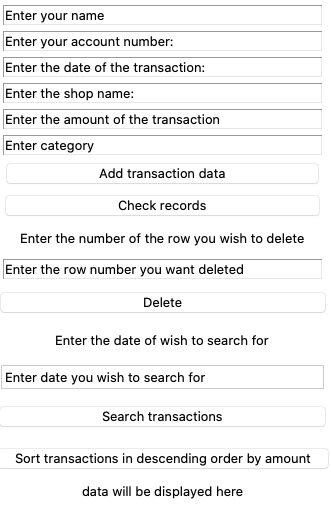 Enter your name
Enter your account number:
Enter the date of the transaction:
Enter the shop name:
Enter the amount of the transaction
Enter category
Add transaction data
Check records
Enter the number of the row you wish to delete
Enter the row number you want deleted
Delete
Enter the date of wish to search for
Enter date you wish to search for
Search transactions
Sort transactions in descending order by amount
data will be displayed here